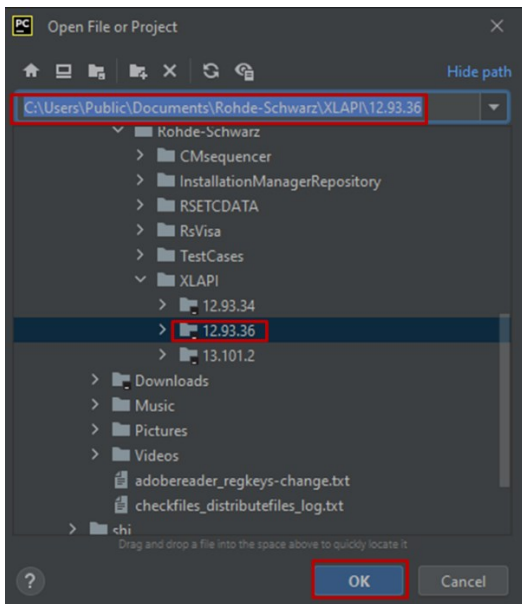 PC Open File or Project
Hide path
C:\Users\Public\Documents\Rohde-Schwarz\XLAPI\12.93.36
Rohde-Schwarz
CMsequencer
InstallationManagerRepository
RSETCDATA
RsVisa
TestCases
XLAPI
12.93.34
12.93.36
13.101.2
Downloads
Music
Pictures
Videos
adobereader_regkeys-change.txt
checkfiles_distributefiles_log.txt
shi
Drag and drop a file into the space above to quickly locate it
? OK Cancel